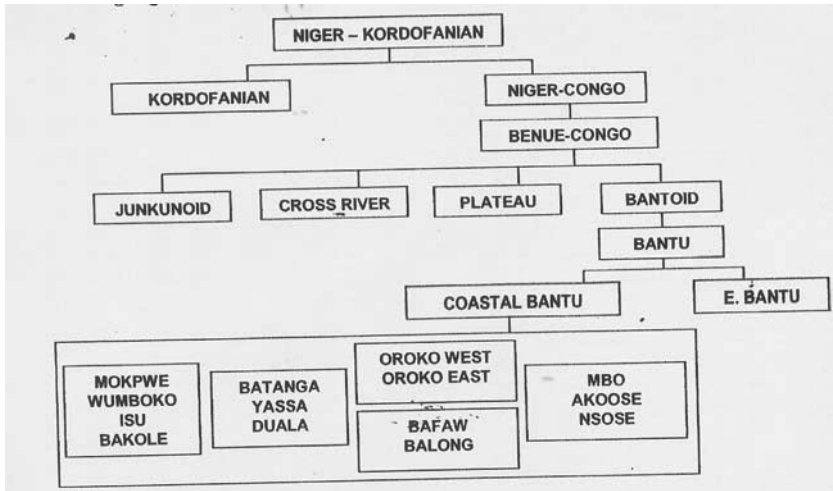 NIGER – KORDOFANIAN
KORDOFANIAN
NIGER-CONGO
BENUE-CONGO
JUNKUNOID
CROSS RIVER
PLATEAU
BANTOID
BANTU
COASTAL BANTU
E. BANTU
MOKPWE
WUMBOKO
ISU
BAKOLE
BATANGA
YASSA
DUALA
OROKO WEST
OROKO EAST
BAFAW
BALONG
MBO
AKOOSE
NSOSE